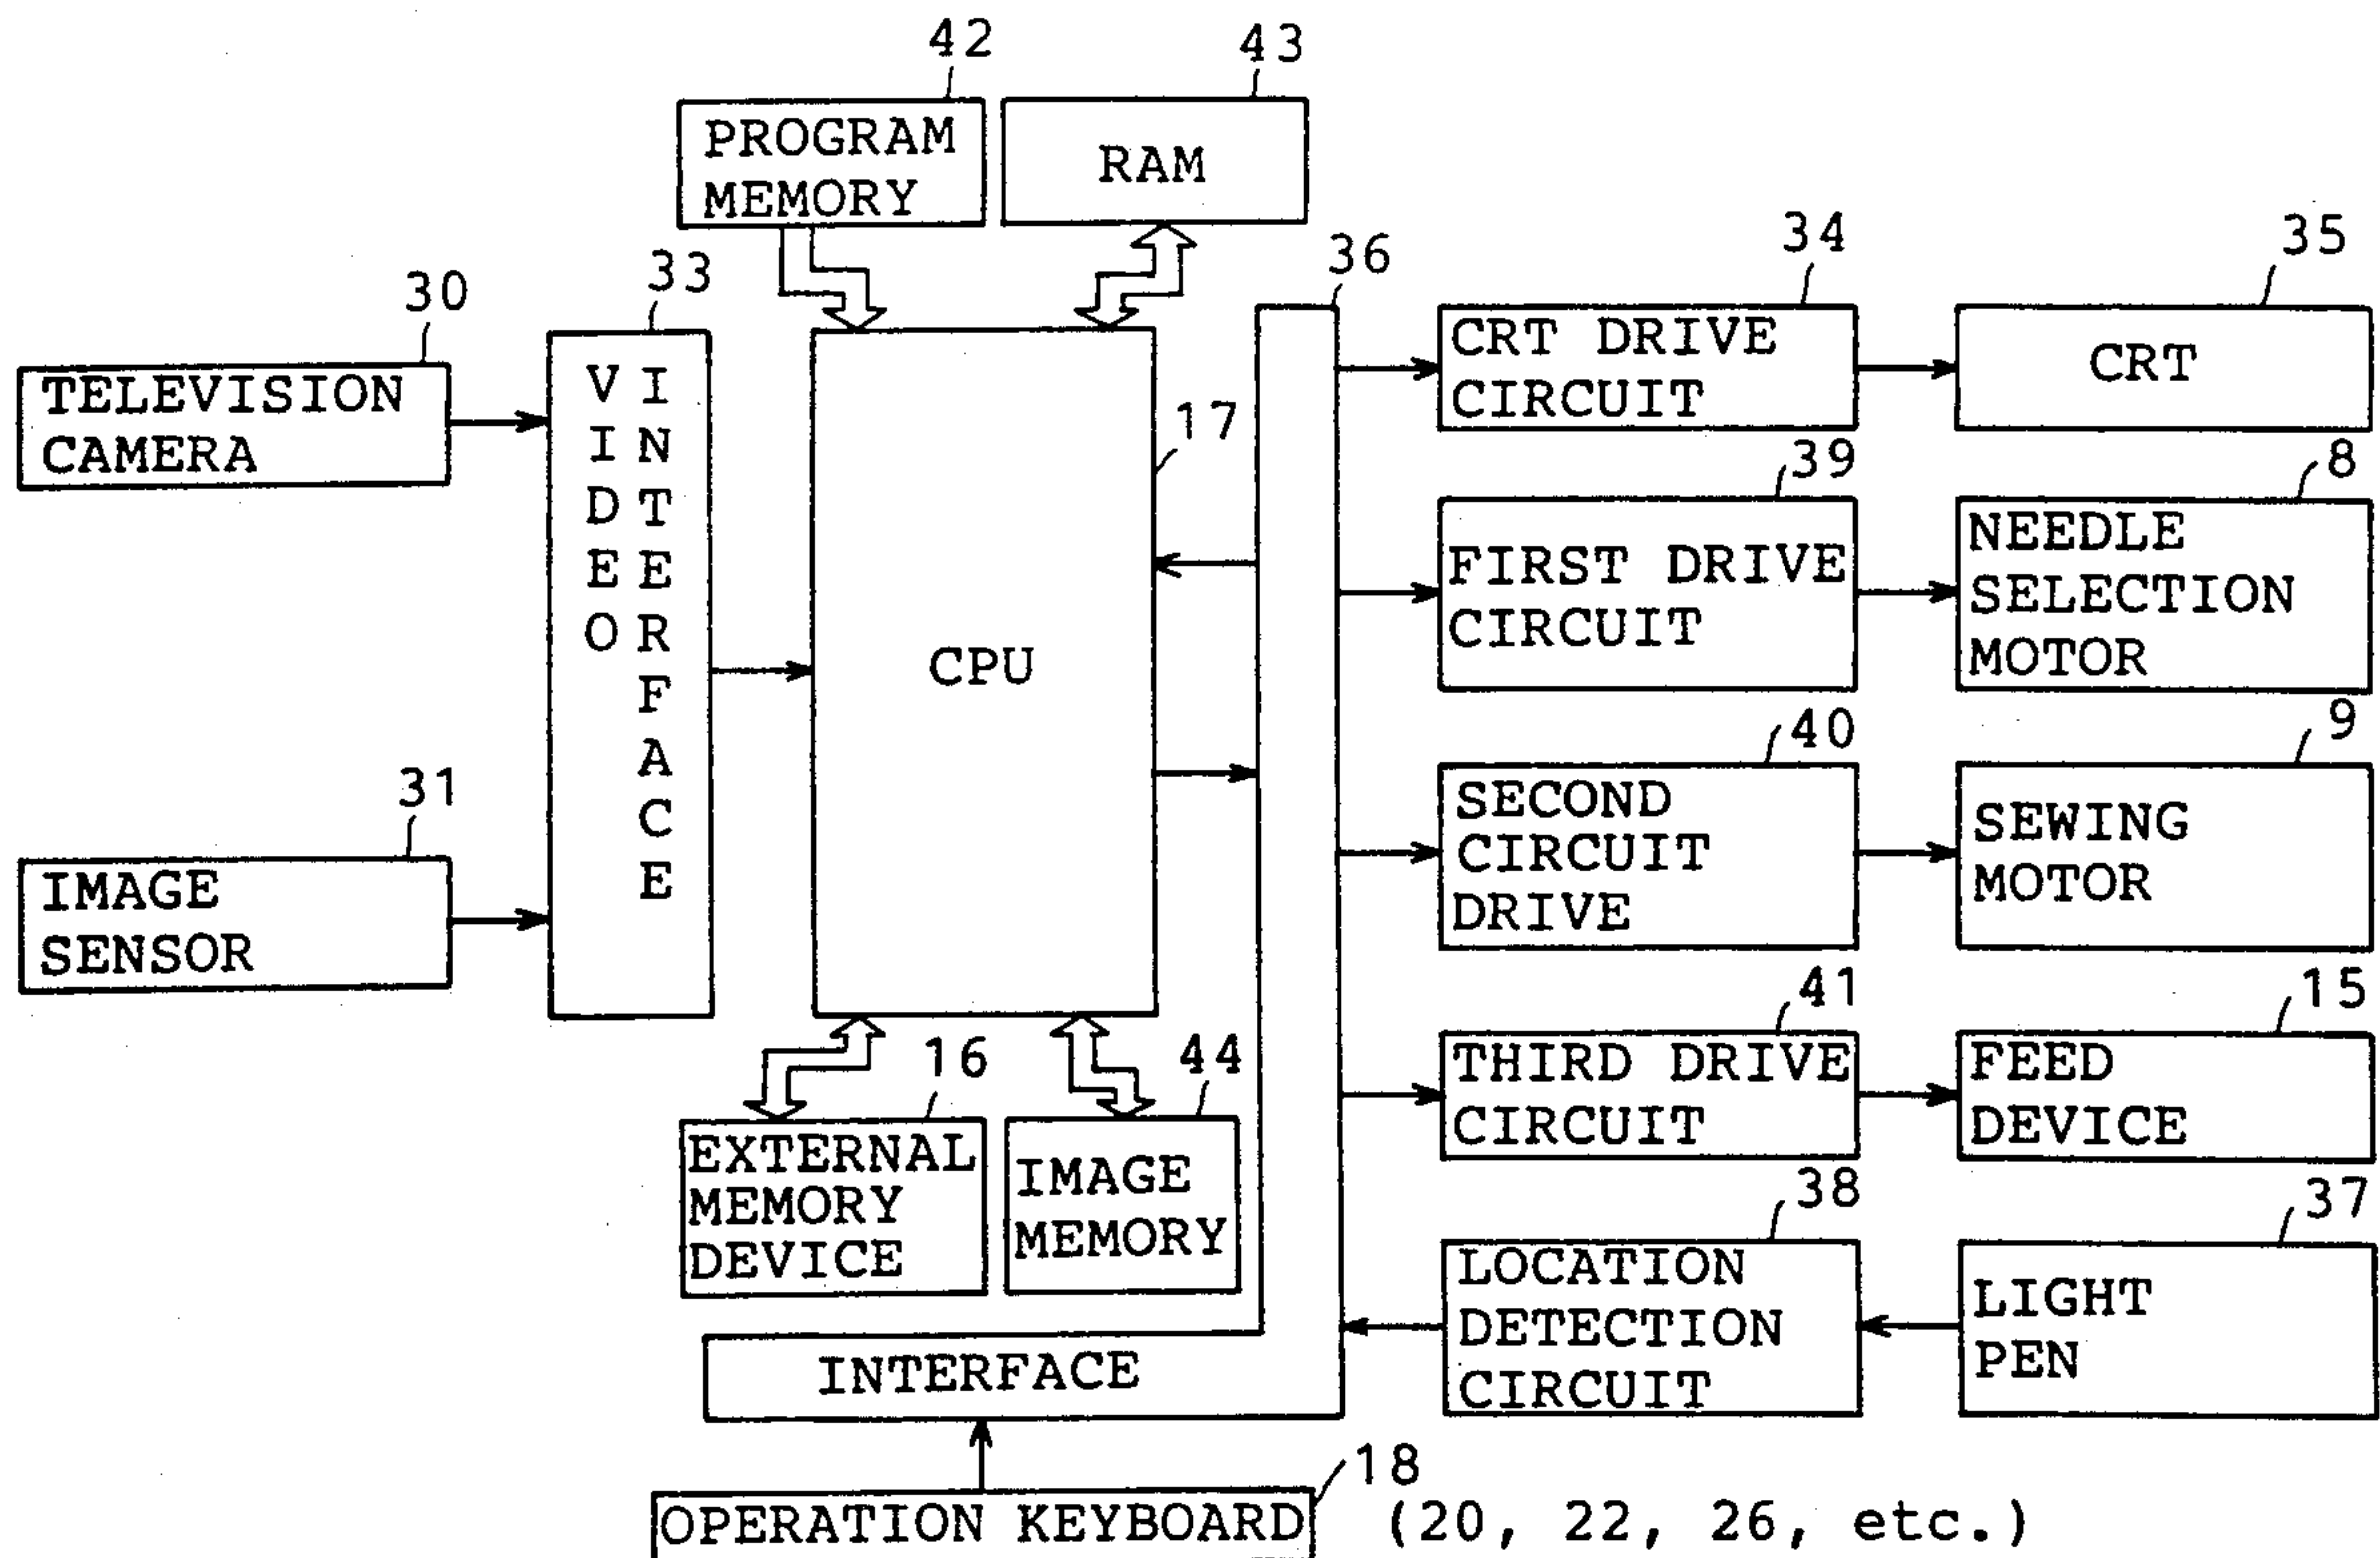 42
43
PROGRAM
MEMORY
RAM
30
33
36
34
35
TELEVISION
CAMERA
VIDEO
INTERFACE
CPU
17
CRT DRIVE
CIRCUIT
CRT
39
8
FIRST DRIVE
CIRCUIT
NEEDLE
SELECTION
MOTOR
31
IMAGE
SENSOR
40
9
SECOND
CIRCUIT
DRIVE
SEWING
MOTOR
41
15
THIRD DRIVE
CIRCUIT
FEED
DEVICE
16
44
EXTERNAL
MEMORY
DEVICE
IMAGE
MEMORY
38
37
LOCATION
DETECTION
CIRCUIT
LIGHT
PEN
INTERFACE
18
OPERATION KEYBOARD (20, 22, 26, etc.)